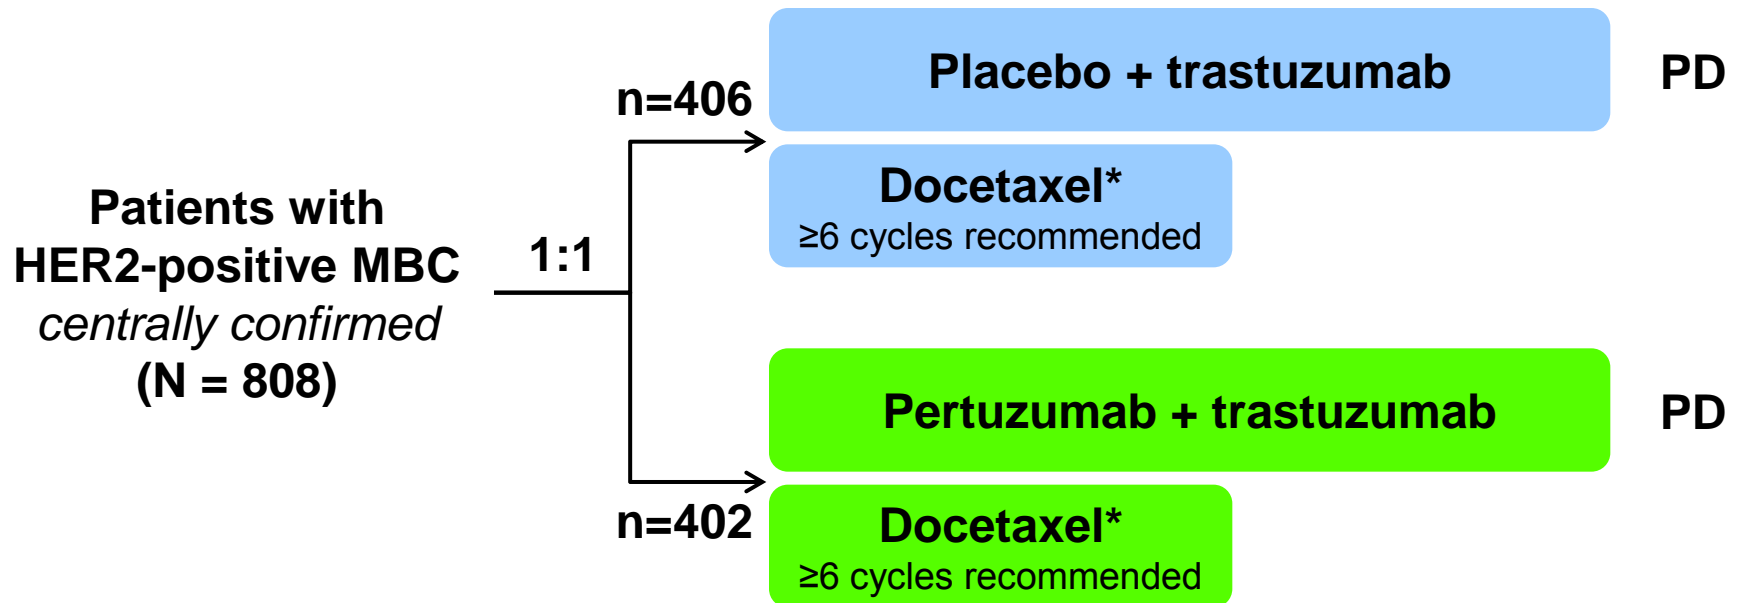 Patients with
HER2-positive MBC
centrally confirmed
(N = 808)
1:1
n=406
Placebo + trastuzumab
PD
Docetaxel*
≥6 cycles recommended
n=402
Pertuzumab + trastuzumab
PD
Docetaxel*
≥6 cycles recommended